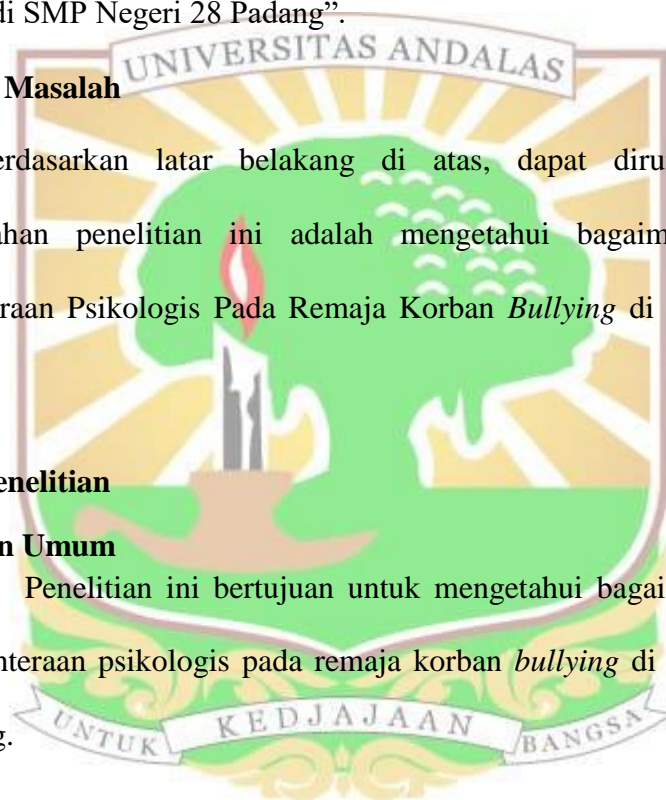 di SMP Negeri 28 Padang”.
UNIVERSITAS ANDALAS
Masalah
erdasarkan latar belakang di atas, dapat diru
ahan penelitian ini adalah mengetahui bagaim
raan Psikologis Pada Remaja Korban Bullying di
enelitian
n Umum
Penelitian ini bertujuan untuk mengetahui bagai
nteraan psikologis pada remaja korban bullying di
g.
UNTUK KEDJAJAAN BANGSA